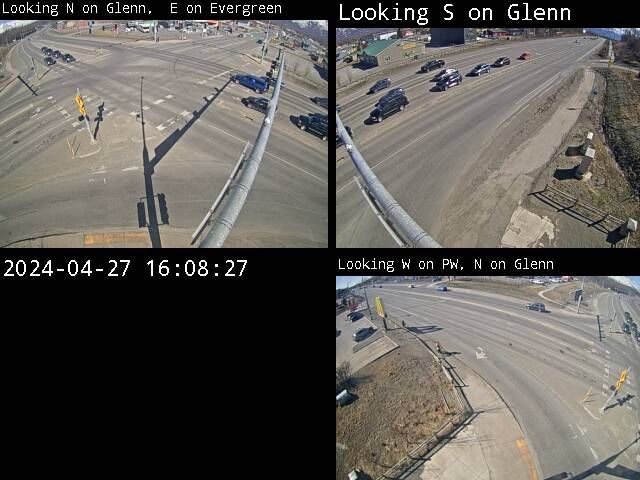 Looking N on Glenn, E on Evergreen
Looking S on Glenn
2024-04-27 16:08:27
Looking W on PW, N on Glenn